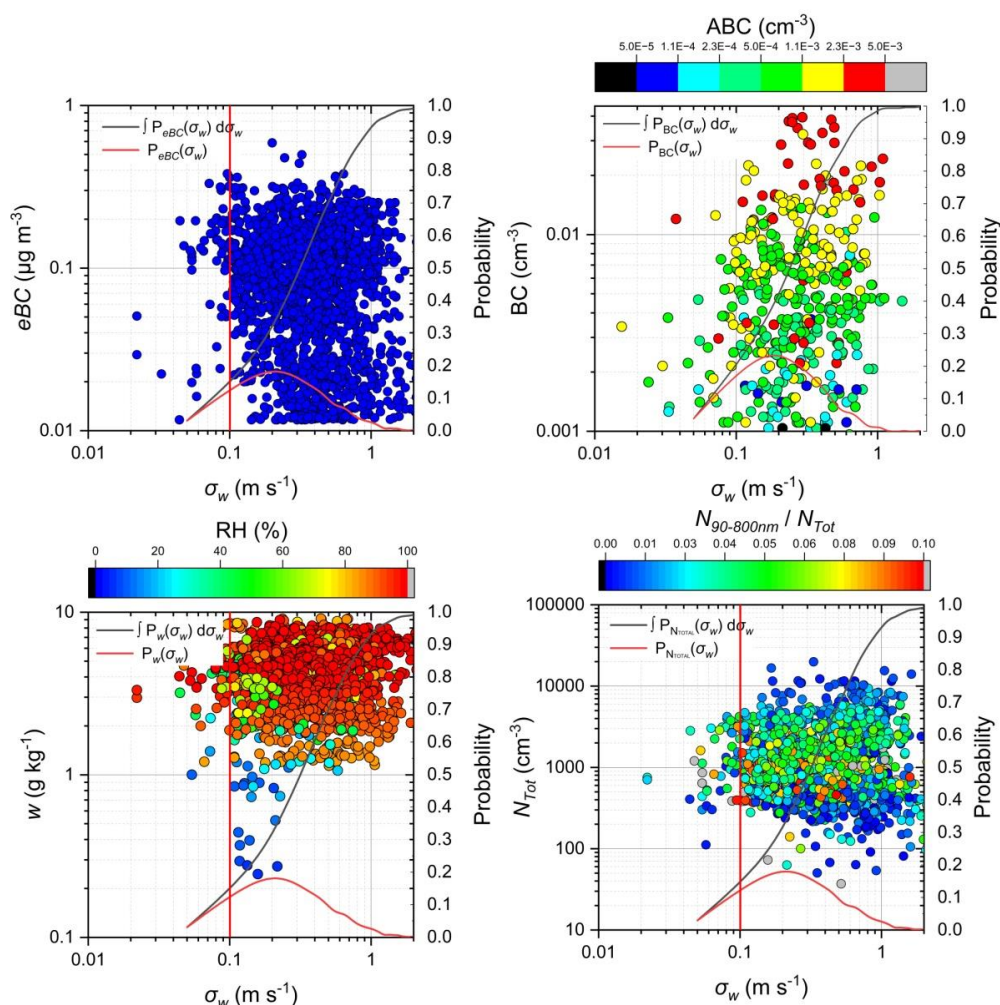 ABC (cm⁻³)
5.0E-5 1.1E-4 2.3E-4 5.0E-4 1.1E-3 2.3E-3 5.0E-3
∫ P_eBC(σ_w) dσ_w
P_eBC(σ_w)
eBC (µg m⁻³)
1
0.1
0.01
1.0
0.9
0.8
0.7
0.6
0.5
0.4
0.3
0.2
0.1
0.0
Probability
0.01 0.1 1
σ_w (m s⁻¹)
∫ P_BC(σ_w) dσ_w
P_BC(σ_w)
BC (cm⁻³)
0.01
0.001
1.0
0.9
0.8
0.7
0.6
0.5
0.4
0.3
0.2
0.1
0.0
Probability
0.01 0.1 1
σ_w (m s⁻¹)
RH (%)
0 20 40 60 80 100
∫ P_w(σ_w) dσ_w
P_w(σ_w)
w (g kg⁻¹)
10
1
0.1
1.0
0.9
0.8
0.7
0.6
0.5
0.4
0.3
0.2
0.1
0.0
Probability
0.01 0.1 1
σ_w (m s⁻¹)
N_90-800nm / N_Tot
0.00 0.01 0.03 0.04 0.05 0.06 0.08 0.09 0.10
∫ P_N_TOTAL(σ_w) dσ_w
P_N_TOTAL(σ_w)
N_Tot (cm⁻³)
100000
10000
1000
100
10
1.0
0.9
0.8
0.7
0.6
0.5
0.4
0.3
0.2
0.1
0.0
Probability
0.01 0.1 1
σ_w (m s⁻¹)